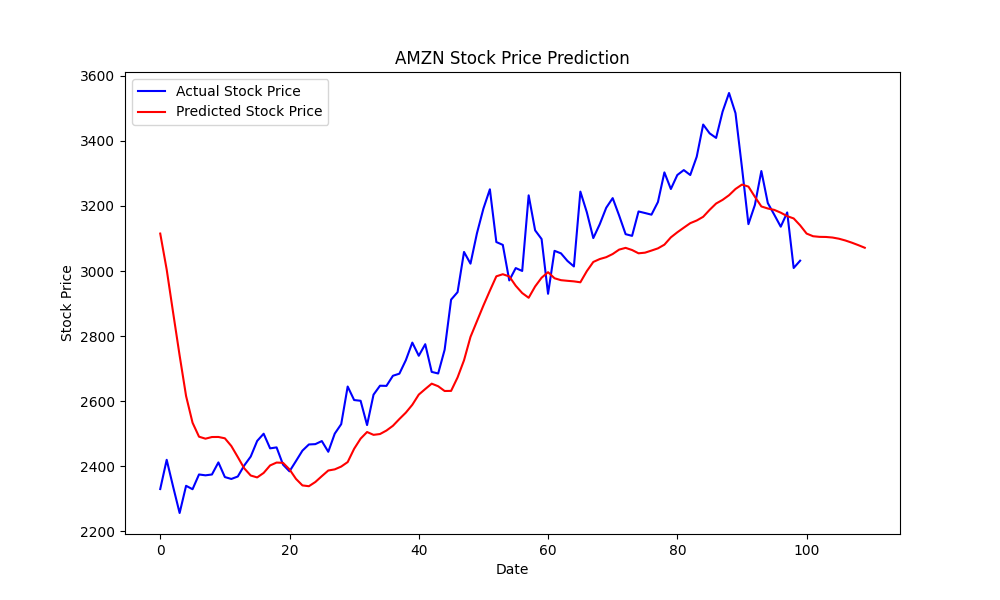 AMZN Stock Price Prediction
Actual Stock Price
Predicted Stock Price
Stock Price
3600
3400
3200
3000
2800
2600
2400
2200
0 20 40 60 80 100
Date